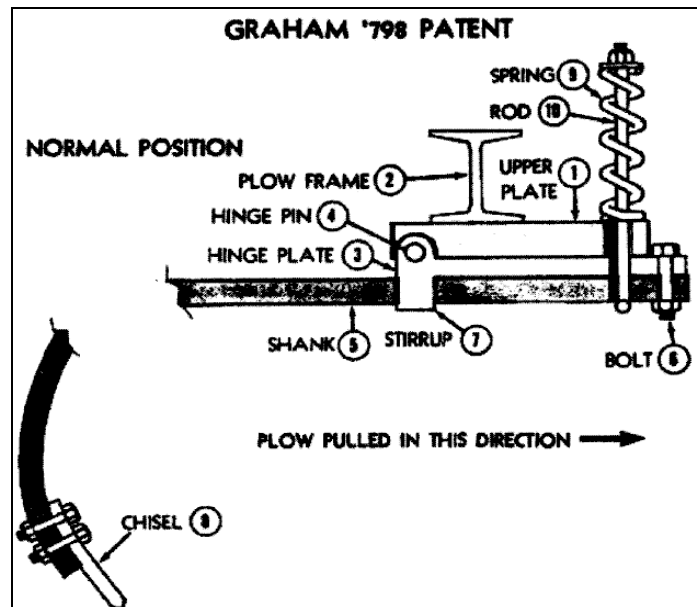 GRAHAM '798 PATENT
SPRING 9
ROD 10
NORMAL POSITION
UPPER
PLATE 1
PLOW FRAME 2
HINGE PIN 4
HINGE PLATE 3
SHANK 5
STIRRUP 7
BOLT 6
PLOW PULLED IN THIS DIRECTION
CHISEL 8